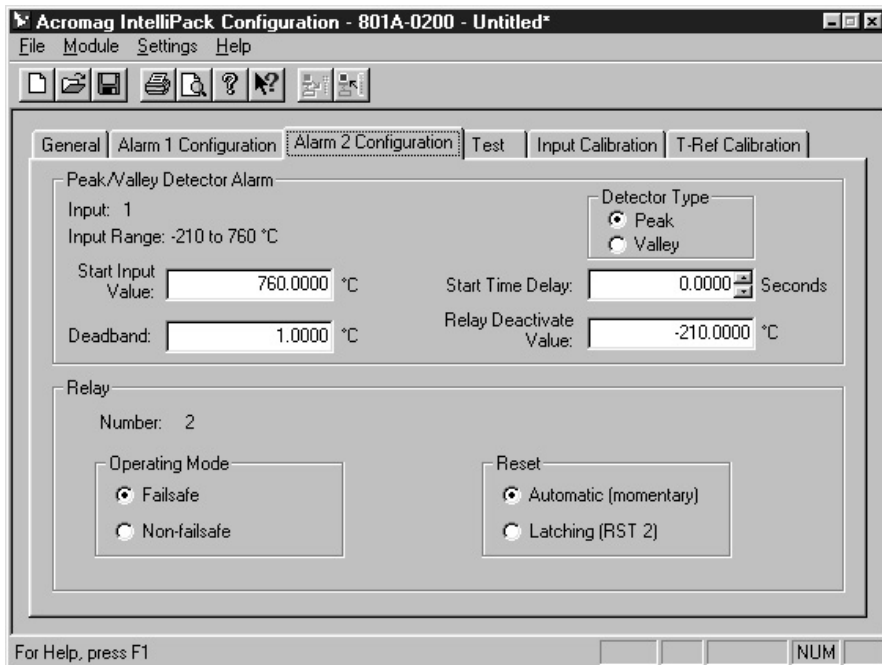 Acromag IntelliPack Configuration - 801A-0200 - Untitled*
File Module Settings Help
General Alarm 1 Configuration Alarm 2 Configuration Test Input Calibration T-Ref Calibration
Peak/Valley Detector Alarm
Input: 1
Input Range: -210 to 760 °C
Detector Type
Peak
Valley
Start Input Value: 760.0000 °C
Start Time Delay: 0.0000 Seconds
Deadband: 1.0000 °C
Relay Deactivate Value: -210.0000 °C
Relay
Number: 2
Operating Mode
Failsafe
Non-failsafe
Reset
Automatic (momentary)
Latching (RST 2)
For Help, press F1
NUM